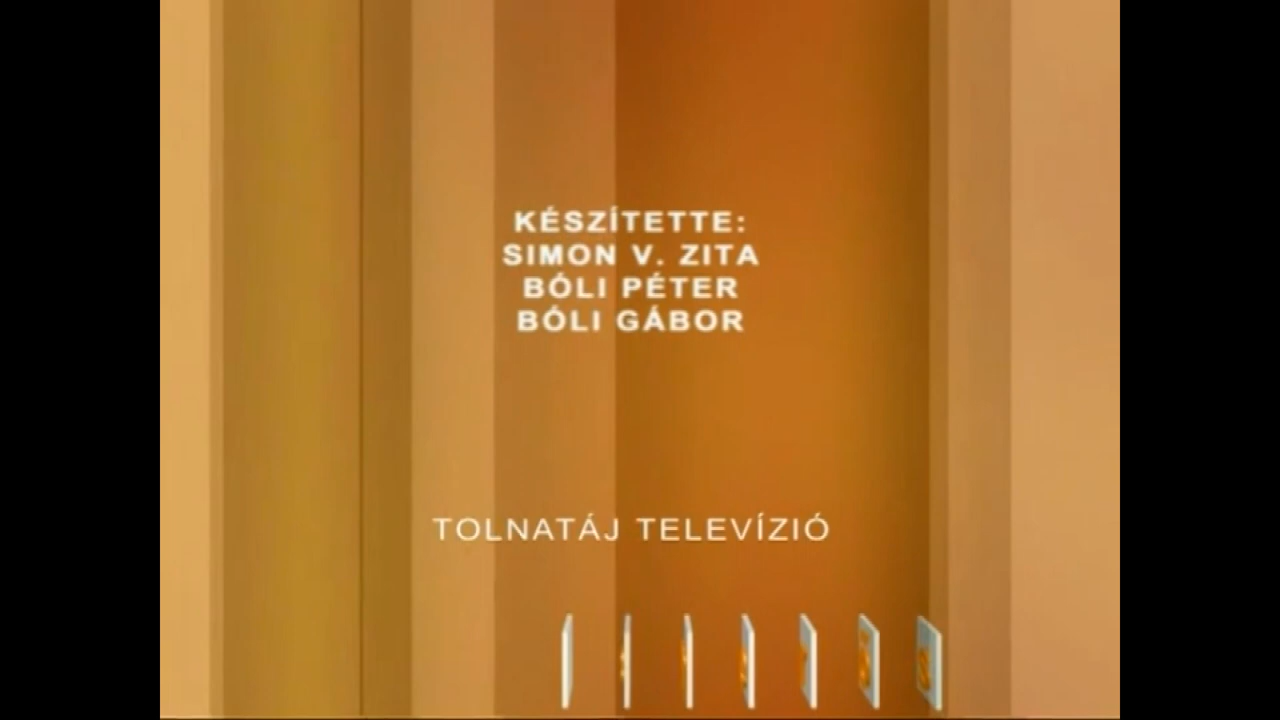 KÉSZÍTETTE:
SIMON V. ZITA
BÓLI PÉTER
BÓLI GÁBOR
TOLNATÁJ TELEVÍZIÓ